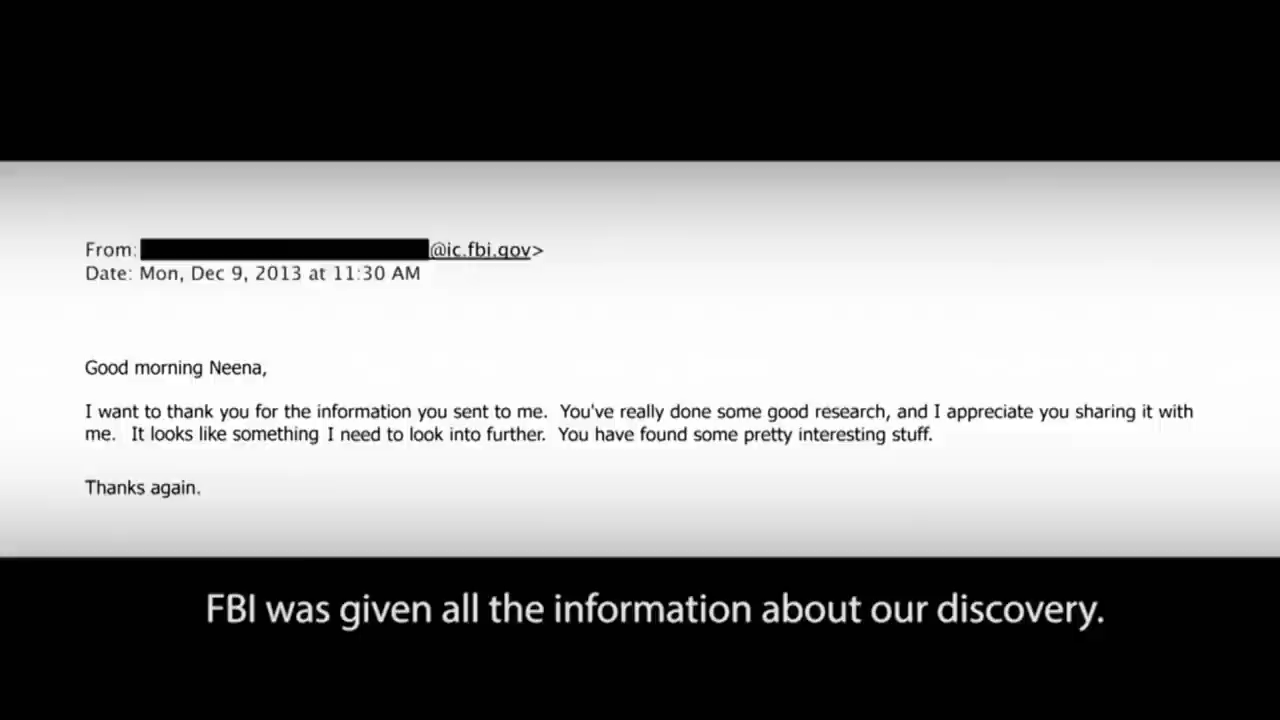 From: @ic.fbi.gov>
Date: Mon, Dec 9, 2013 at 11:30 AM
Good morning Neena,
I want to thank you for the information you sent to me. You've really done some good research, and I appreciate you sharing it with
me. It looks like something I need to look into further. You have found some pretty interesting stuff.
Thanks again.
FBI was given all the information about our discovery.